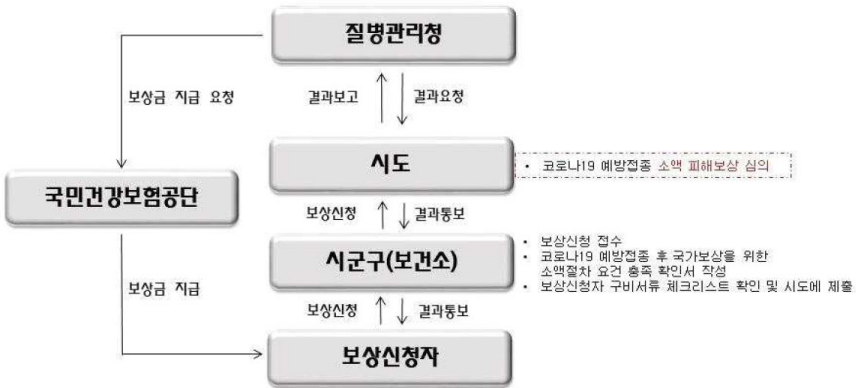 질병관리청
보상금 지급 요청
결과보고
결과요청
시도
• 코로나19 예방접종 소액 피해보상 심의
국민건강보험공단
보상신청
결과통보
시군구(보건소)
• 보상신청 접수
• 코로나19 예방접종 후 국가보상을 위한
소액절차 요건 충족 확인서 작성
• 보상신청자 구비서류 체크리스트 확인 및 시도에 제출
보상금 지급
보상신청
결과통보
보상신청자